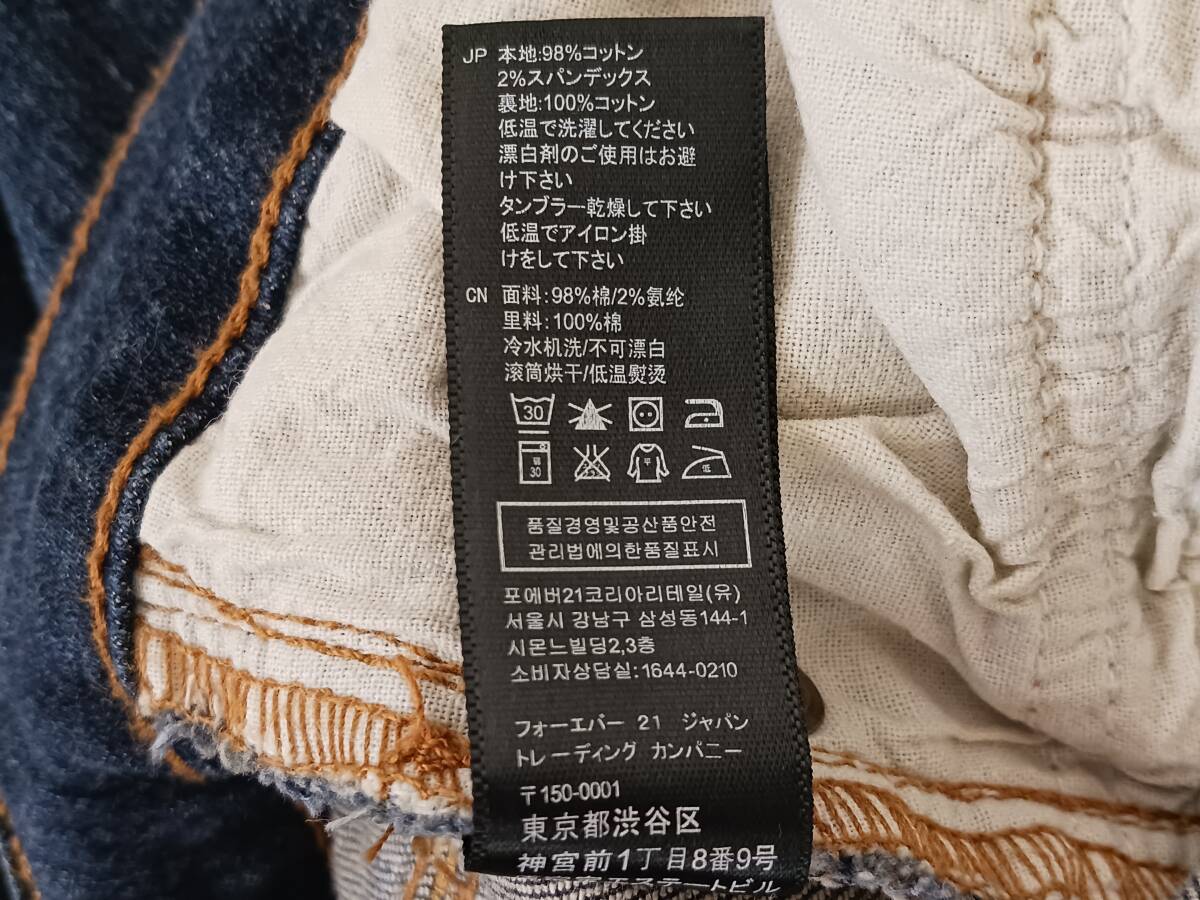 JP 本地:98%コットン
2%スパンデックス
裏地:100%コットン
低温で洗濯してください
漂白剤のご使用はお避
け下さい
タンブラー乾燥して下さい
低温でアイロン掛
けをして下さい
CN 面料:98%棉/2%氨纶
里料:100%棉
冷水机洗/不可漂白
滚筒烘干/低温熨烫
30
弱 30 平 低
품질경영및공산품안전
관리법에의한품질표시
포에버21코리아리테일(유)
서울시 강남구 삼성동144-1
시몬느빌딩2,3층
소비자상담실:1644-0210
フォーエバー 21 ジャパン
トレーディング カンパニー
〒150-0001
東京都渋谷区
神宮前1丁目8番9号